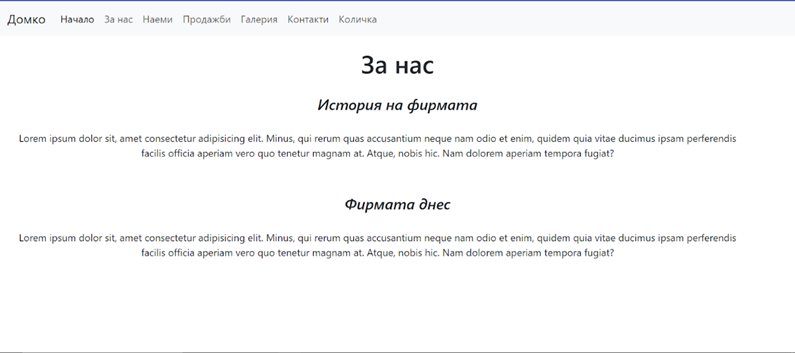 Домко Начало За нас Наеми Продажби Галерия Контакти Количка
За нас
История на фирмата
Lorem ipsum dolor sit, amet consectetur adipisicing elit. Minus, qui rerum quas accusantium neque nam odio et enim, quidem quia vitae ducimus ipsam perferendis
facilis officia aperiam vero quo tenetur magnam at. Atque, nobis hic. Nam dolorem aperiam tempora fugiat?
Фирмата днес
Lorem ipsum dolor sit, amet consectetur adipisicing elit. Minus, qui rerum quas accusantium neque nam odio et enim, quidem quia vitae ducimus ipsam perferendis
facilis officia aperiam vero quo tenetur magnam at. Atque, nobis hic. Nam dolorem aperiam tempora fugiat?